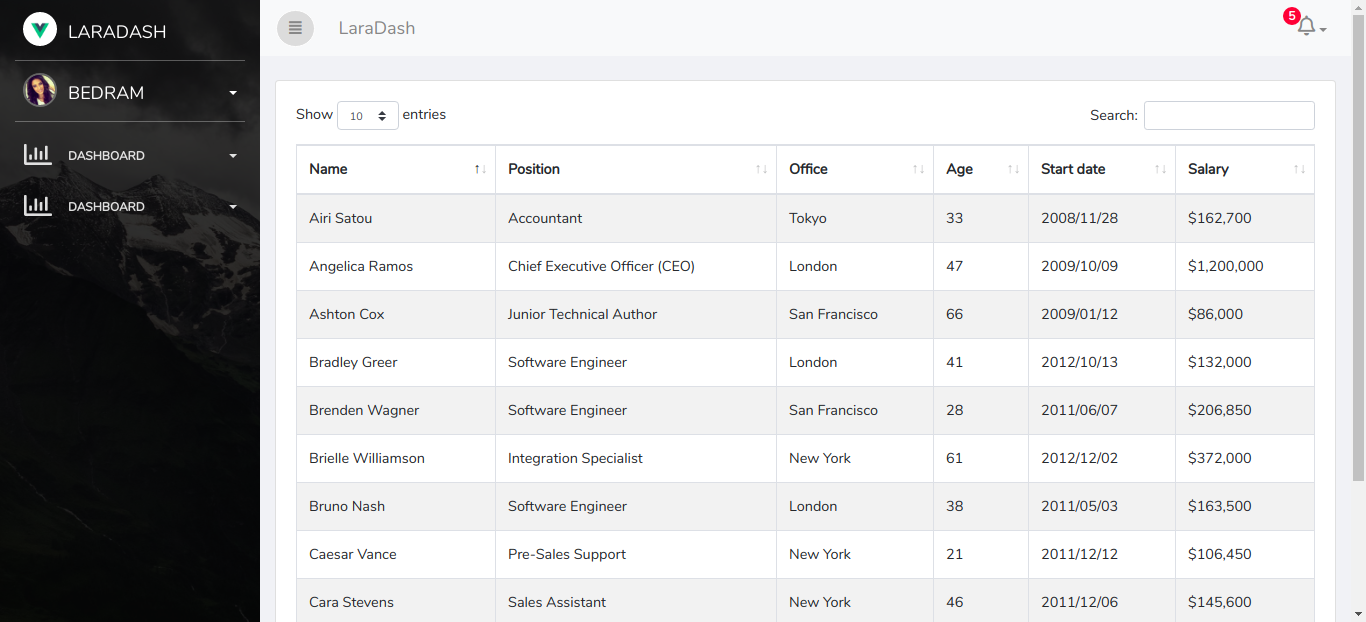 LARADASH
BEDRAM
DASHBOARD
DASHBOARD
LaraDash
5
Show 10 entries
Search:
Name Position Office Age Start date Salary
Airi Satou Accountant Tokyo 33 2008/11/28 $162,700
Angelica Ramos Chief Executive Officer (CEO) London 47 2009/10/09 $1,200,000
Ashton Cox Junior Technical Author San Francisco 66 2009/01/12 $86,000
Bradley Greer Software Engineer London 41 2012/10/13 $132,000
Brenden Wagner Software Engineer San Francisco 28 2011/06/07 $206,850
Brielle Williamson Integration Specialist New York 61 2012/12/02 $372,000
Bruno Nash Software Engineer London 38 2011/05/03 $163,500
Caesar Vance Pre-Sales Support New York 21 2011/12/12 $106,450
Cara Stevens Sales Assistant New York 46 2011/12/06 $145,600